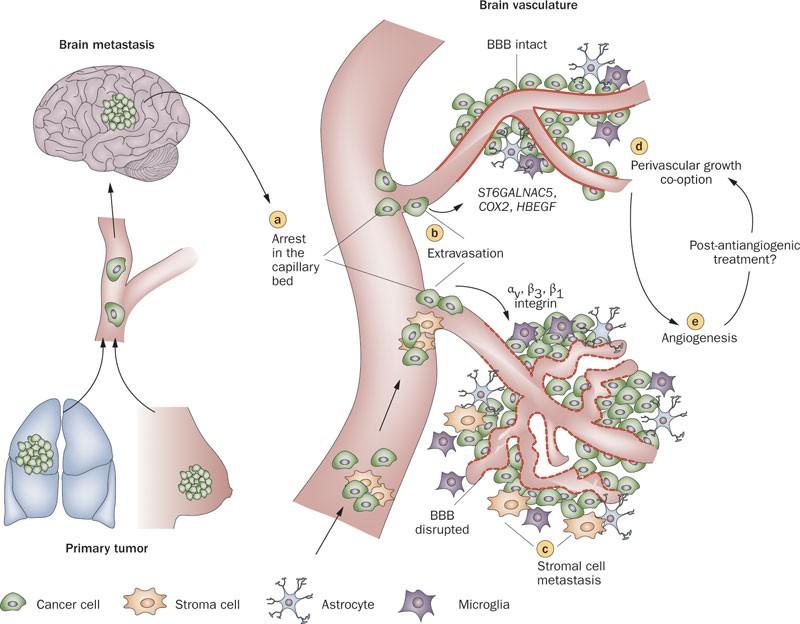 Brain vasculature
Brain metastasis
BBB intact
d
Perivascular growth
co-option
ST6GALNAC5,
COX2, HBEGF
a
Arrest
in the
capillary
bed
b
Extravasation
Post-antiangiogenic
treatment?
αv, β3, β1
integrin
e
Angiogenesis
BBB
disrupted
c
Stromal cell
metastasis
Primary tumor
Cancer cell
Stroma cell
Astrocyte
Microglia